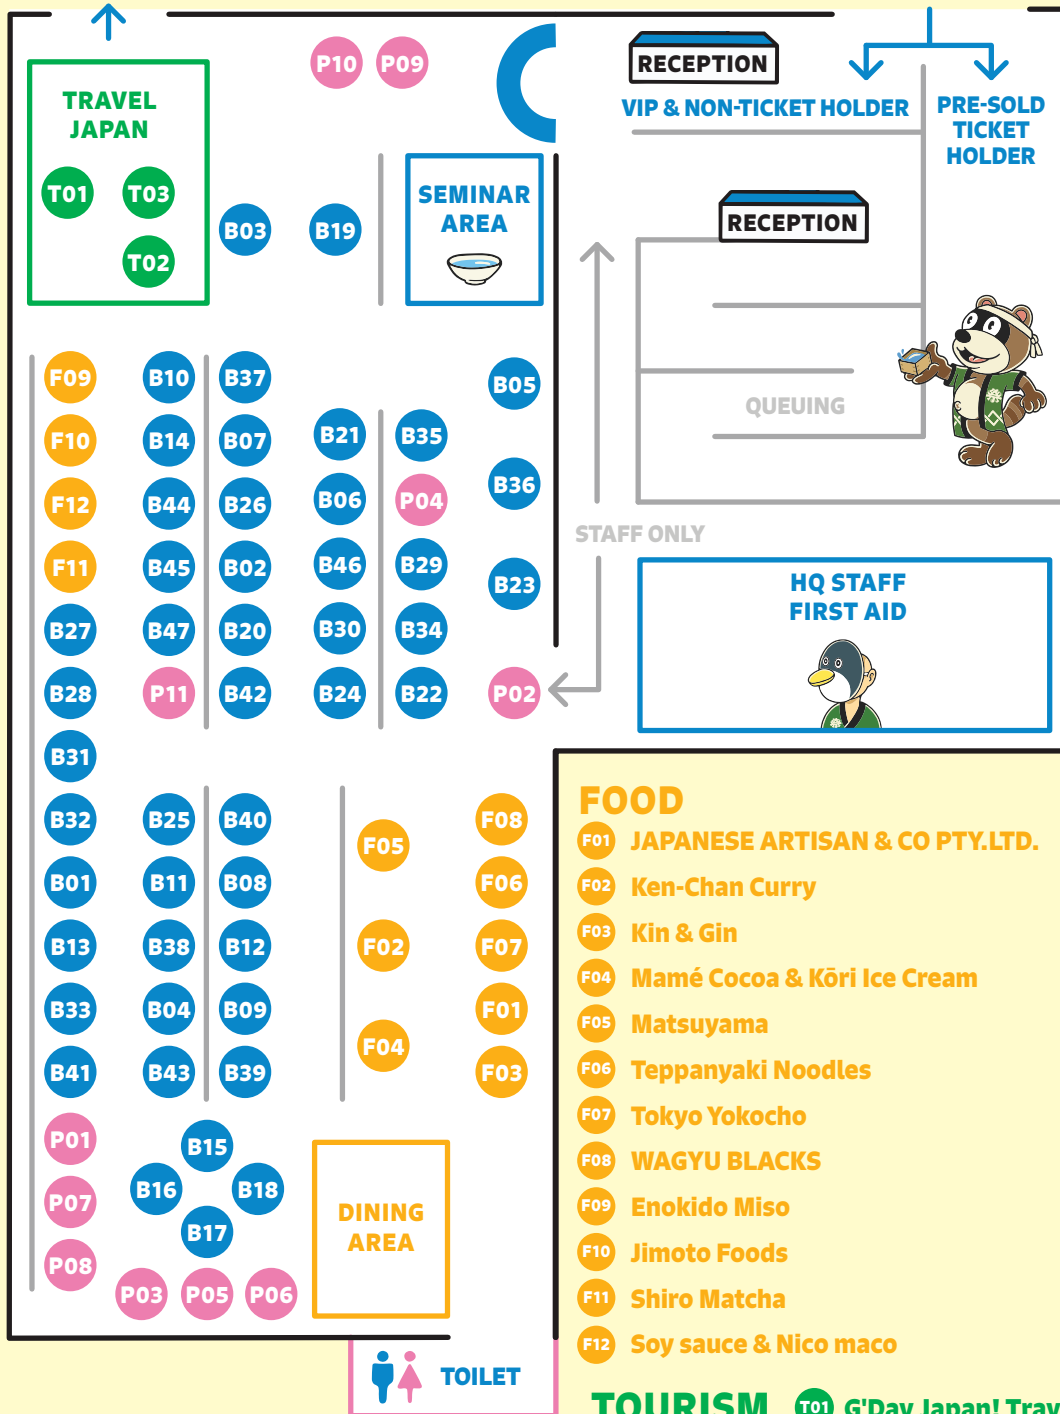 P10 P09
RECEPTION
VIP & NON-TICKET HOLDER
PRE-SOLD
TICKET
HOLDER
TRAVEL
JAPAN
T01 T03
T02
B03 B19
SEMINAR
AREA
RECEPTION
QUEUING
STAFF ONLY
HQ STAFF
FIRST AID
F09 B10 B37 B05
F10 B14 B07 B21 B35
F12 B44 B26 B06 P04 B36
F11 B45 B02 B46 B29 B23
B27 B47 B20 B30 B34
B28 P11 B42 B24 B22 P02
B31
B32 B25 B40 F05 F08
B01 B11 B08 F06
B13 B38 B12 F02 F07
B33 B04 B09 F04 F01
B41 B43 B39 F03
P01 B15
P07 B16 B18
B17
P08
P03 P05 P06
DINING
AREA
TOILET
FOOD
F01 JAPANESE ARTISAN & CO PTY.LTD.
F02 Ken-Chan Curry
F03 Kin & Gin
F04 Mamé Cocoa & Kōri Ice Cream
F05 Matsuyama
F06 Teppanyaki Noodles
F07 Tokyo Yokocho
F08 WAGYU BLACKS
F09 Enokido Miso
F10 Jimoto Foods
F11 Shiro Matcha
F12 Soy sauce & Nico maco
TOURISM T01 G'Day Japan! Trav